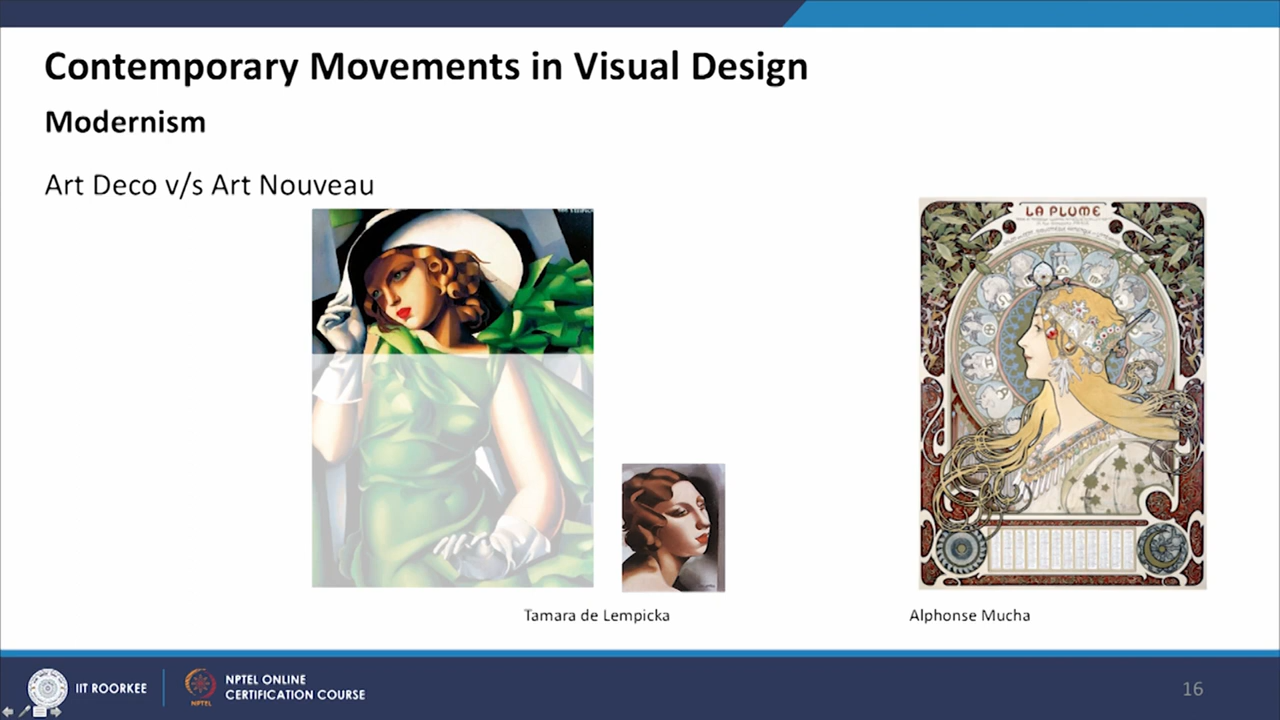 Contemporary Movements in Visual Design
Modernism
Art Deco v/s Art Nouveau
LA PLUME
Tamara de Lempicka
Alphonse Mucha
IIT ROORKEE
NPTEL
NPTEL ONLINE
CERTIFICATION COURSE
16